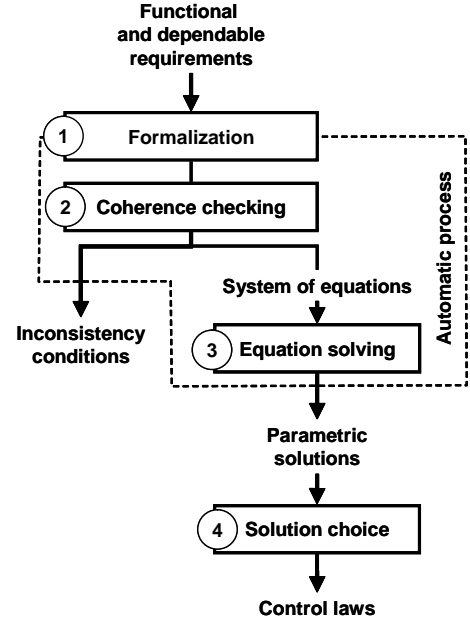 Functional
and dependable
requirements
1 Formalization
2 Coherence checking
Automatic process
System of equations
Inconsistency
conditions
3 Equation solving
Parametric
solutions
4 Solution choice
Control laws